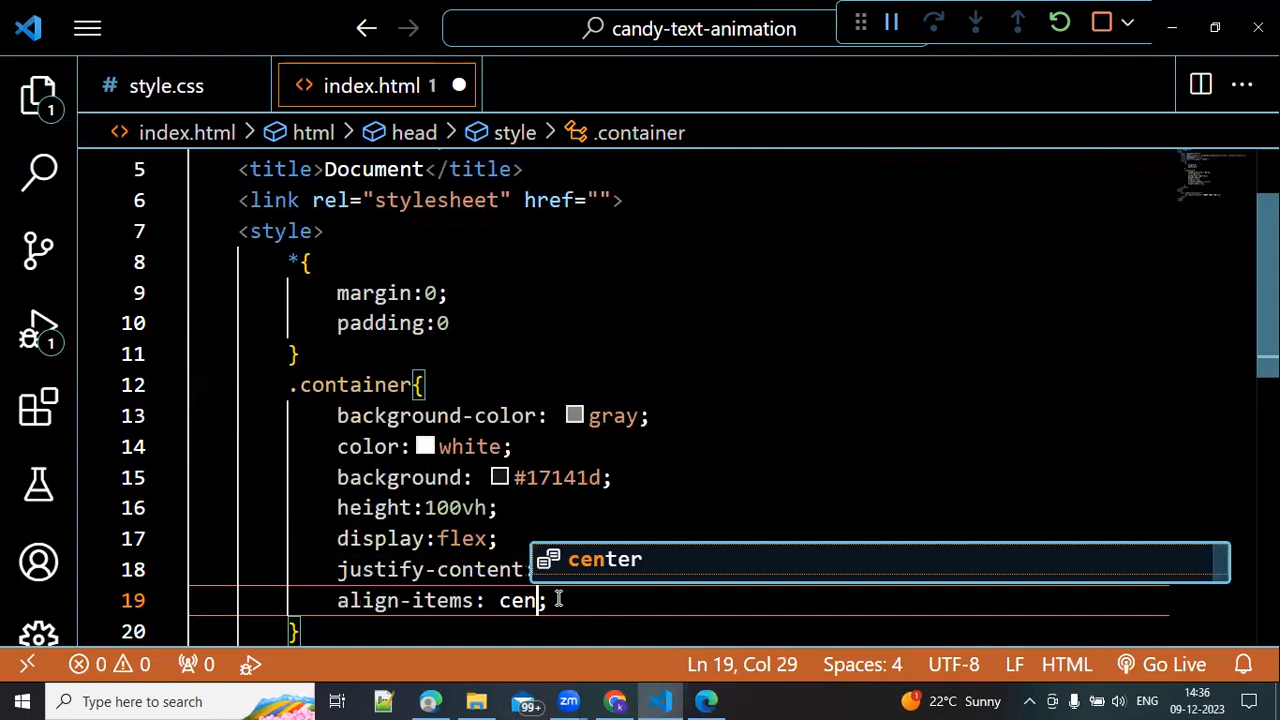 candy-text-animation
style.css
index.html 1
index.html > html > head > style > .container
5 <title>Document</title>
6 <link rel="stylesheet" href="">
7 <style>
8 *{
9 margin:0;
10 padding:0
11 }
12 .container{
13 background-color: gray;
14 color: white;
15 background: #17141d;
16 height:100vh;
17 display:flex;
18 justify-content:
center
19 align-items: cen;
20 }
1
1
0 0 0 Ln 19, Col 29 Spaces: 4 UTF-8 LF HTML Go Live
Type here to search 99+ 22°C Sunny ENG 14:36
09-12-2023